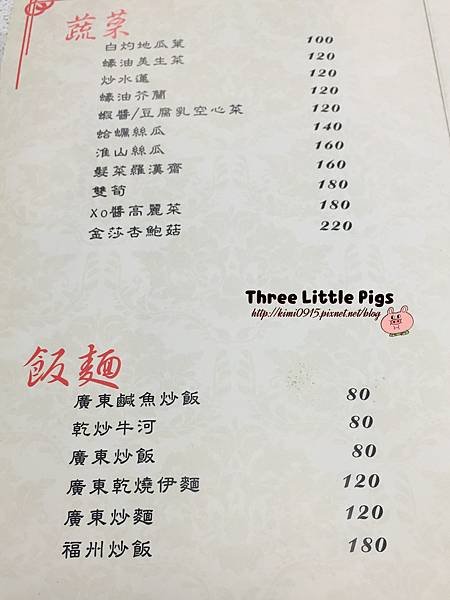 蔬菜
白灼地瓜葉 100
蠔油美生菜 120
炒水蓮 120
蠔油芥蘭 120
蝦醬/豆腐乳空心菜 120
蛤蠣絲瓜 140
淮山絲瓜 160
髮菜羅漢齋 160
雙筍 180
XO醬高麗菜 180
金莎杏鮑菇 220
Three Little Pigs
http://kimi0915.pixnet.net/blog
飯麵
廣東鹹魚炒飯 80
乾炒牛河 80
廣東炒飯 80
廣東乾燒伊麵 120
廣東炒麵 120
福州炒飯 180